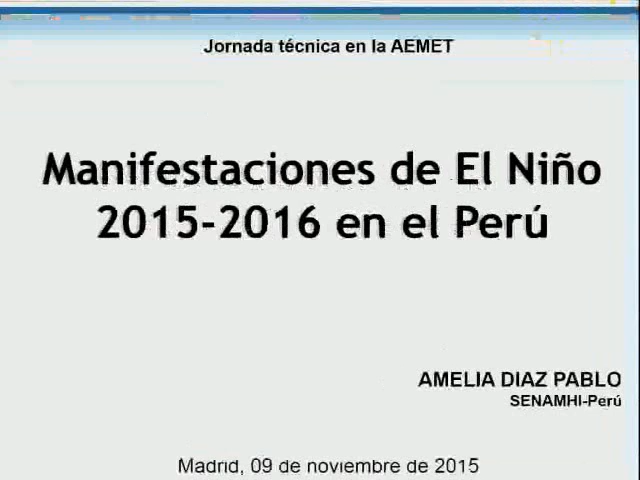 Jornada técnica en la AEMET
Manifestaciones de El Niño
2015-2016 en el Perú
AMELIA DIAZ PABLO
SENAMHI-Perú
Madrid, 09 de noviembre de 2015